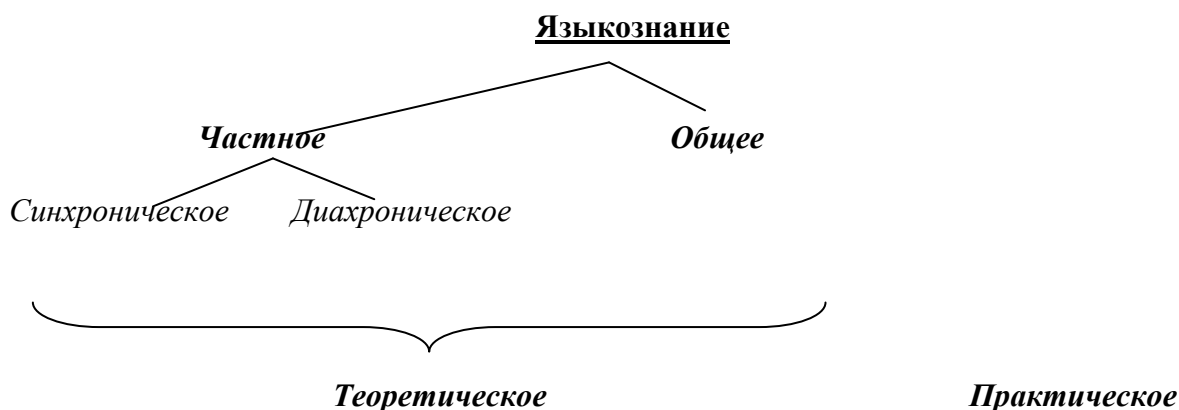 Языкознание
Частное Общее
Синхроническое Диахроническое
Теоретическое Практическое